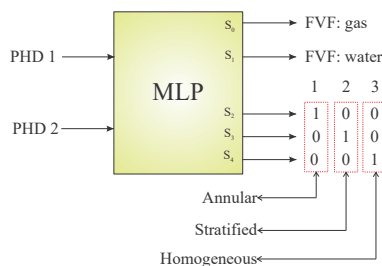 S₀ FVF: gas
PHD 1 S₁ FVF: water
MLP 1 2 3
S₂ 1 0 0
PHD 2 S₃ 0 1 0
S₄ 0 0 1
Annular
Stratified
Homogeneous